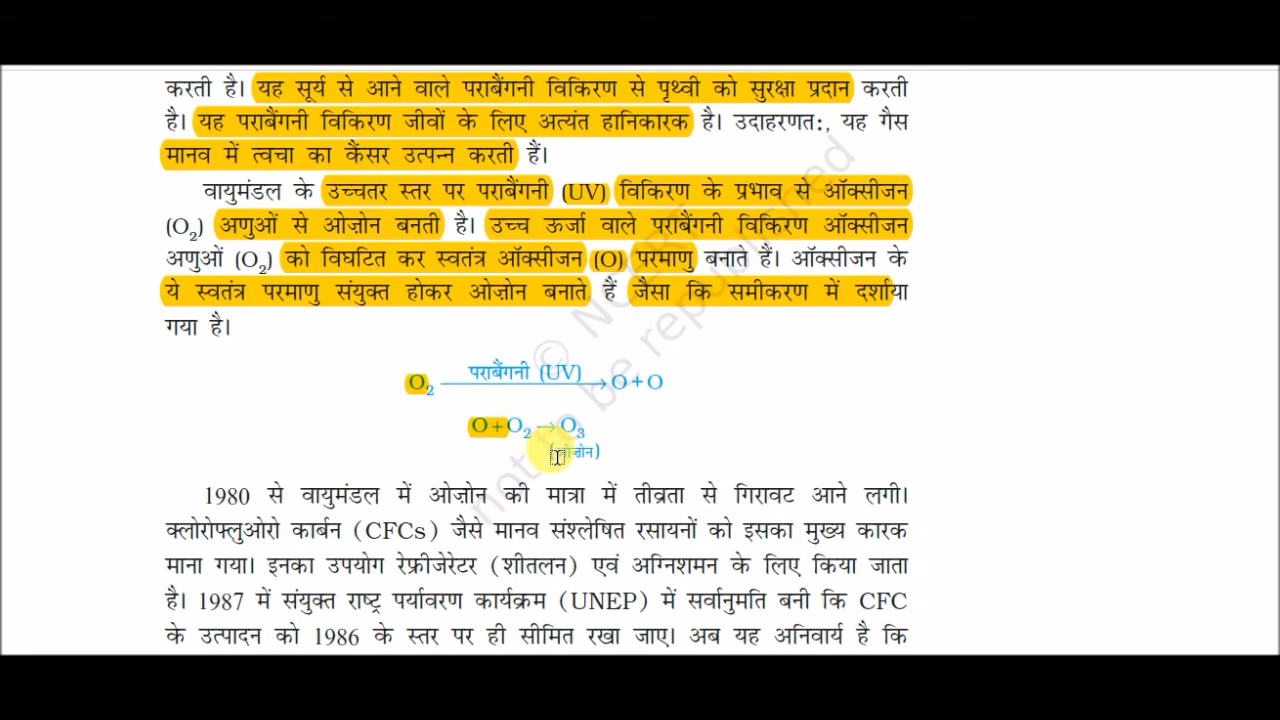 करती है। यह सूर्य से आने वाले पराबैंगनी विकिरण से पृथ्वी को सुरक्षा प्रदान करती
है। यह पराबैंगनी विकिरण जीवों के लिए अत्यंत हानिकारक है। उदाहरणतः, यह गैस
मानव में त्वचा का कैंसर उत्पन्न करती हैं।
वायुमंडल के उच्चतर स्तर पर पराबैंगनी (UV) विकिरण के प्रभाव से ऑक्सीजन
(O₂) अणुओं से ओज़ोन बनती है। उच्च ऊर्जा वाले पराबैंगनी विकिरण ऑक्सीजन
अणुओं (O₂) को विघटित कर स्वतंत्र ऑक्सीजन (O) परमाणु बनाते हैं। ऑक्सीजन के
ये स्वतंत्र परमाणु संयुक्त होकर ओज़ोन बनाते हैं जैसा कि समीकरण में दर्शाया
गया है।
पराबैंगनी (UV)
O₂ → O + O
O + O₂ → O₃
(ओज़ोन)
1980 से वायुमंडल में ओज़ोन की मात्रा में तीव्रता से गिरावट आने लगी।
क्लोरोफ्लुओरो कार्बन (CFCs) जैसे मानव संश्लेषित रसायनों को इसका मुख्य कारक
माना गया। इनका उपयोग रेफ्रीजेरेटर (शीतलन) एवं अग्निशमन के लिए किया जाता
है। 1987 में संयुक्त राष्ट्र पर्यावरण कार्यक्रम (UNEP) में सर्वानुमति बनी कि CFC
के उत्पादन को 1986 के स्तर पर ही सीमित रखा जाए। अब यह अनिवार्य है कि
© NCERT
not to be republished